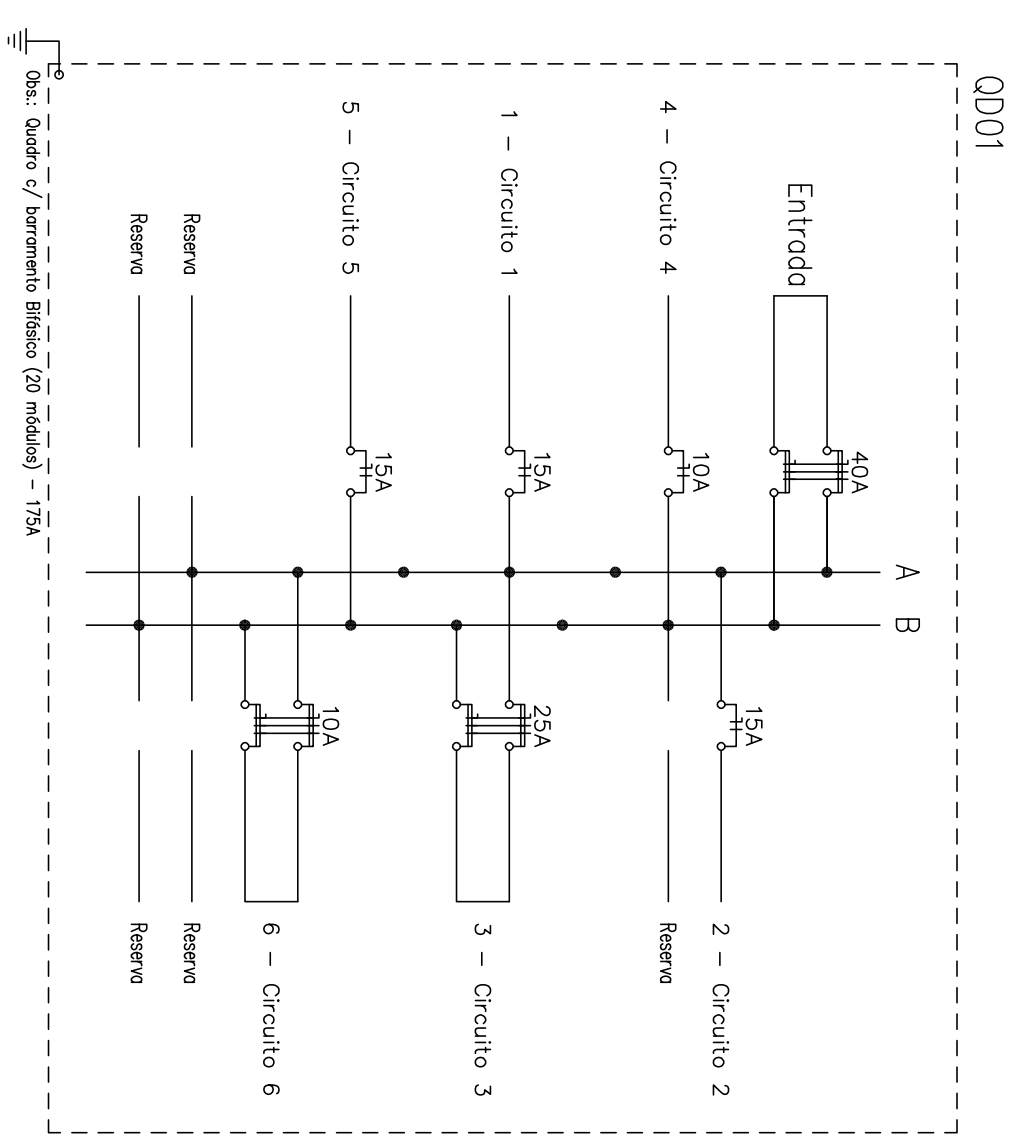 QD01
A
B
Entrada
40A
15A
2 - Circuito 2
4 - Circuito 4
10A
Reserva
1 - Circuito 1
15A
25A
3 - Circuito 3
5 - Circuito 5
15A
10A
6 - Circuito 6
Reserva
Reserva
Reserva
Reserva
Obs.: Quadro c/ barramento Bifásico (20 módulos) - 175A